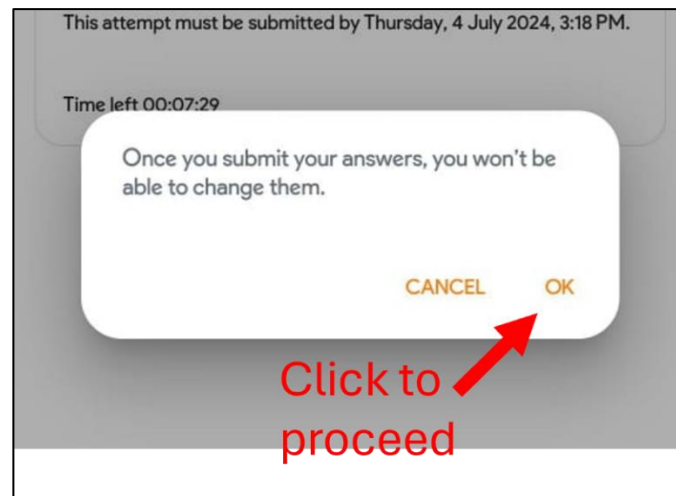 This attempt must be submitted by Thursday, 4 July 2024, 3:18 PM.
Time left 00:07:29
Once you submit your answers, you won't be
able to change them.
CANCEL OK
Click to
proceed